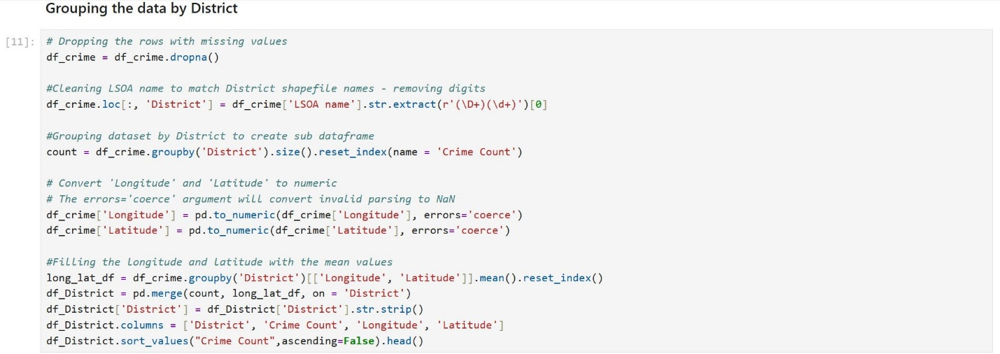 Grouping the data by District
[11]: # Dropping the rows with missing values
df_crime = df_crime.dropna()
#Cleaning LSOA name to match District shapefile names - removing digits
df_crime.loc[:, 'District'] = df_crime['LSOA name'].str.extract(r'(\D+)(\d+)')[0]
#Grouping dataset by District to create sub dataframe
count = df_crime.groupby('District').size().reset_index(name = 'Crime Count')
# Convert 'Longitude' and 'Latitude' to numeric
# The errors='coerce' argument will convert invalid parsing to NaN
df_crime['Longitude'] = pd.to_numeric(df_crime['Longitude'], errors='coerce')
df_crime['Latitude'] = pd.to_numeric(df_crime['Latitude'], errors='coerce')
#Filling the longitude and latitude with the mean values
long_lat_df = df_crime.groupby('District')[['Longitude', 'Latitude']].mean().reset_index()
df_District = pd.merge(count, long_lat_df, on = 'District')
df_District['District'] = df_District['District'].str.strip()
df_District.columns = ['District', 'Crime Count', 'Longitude', 'Latitude']
df_District.sort_values("Crime Count",ascending=False).head()